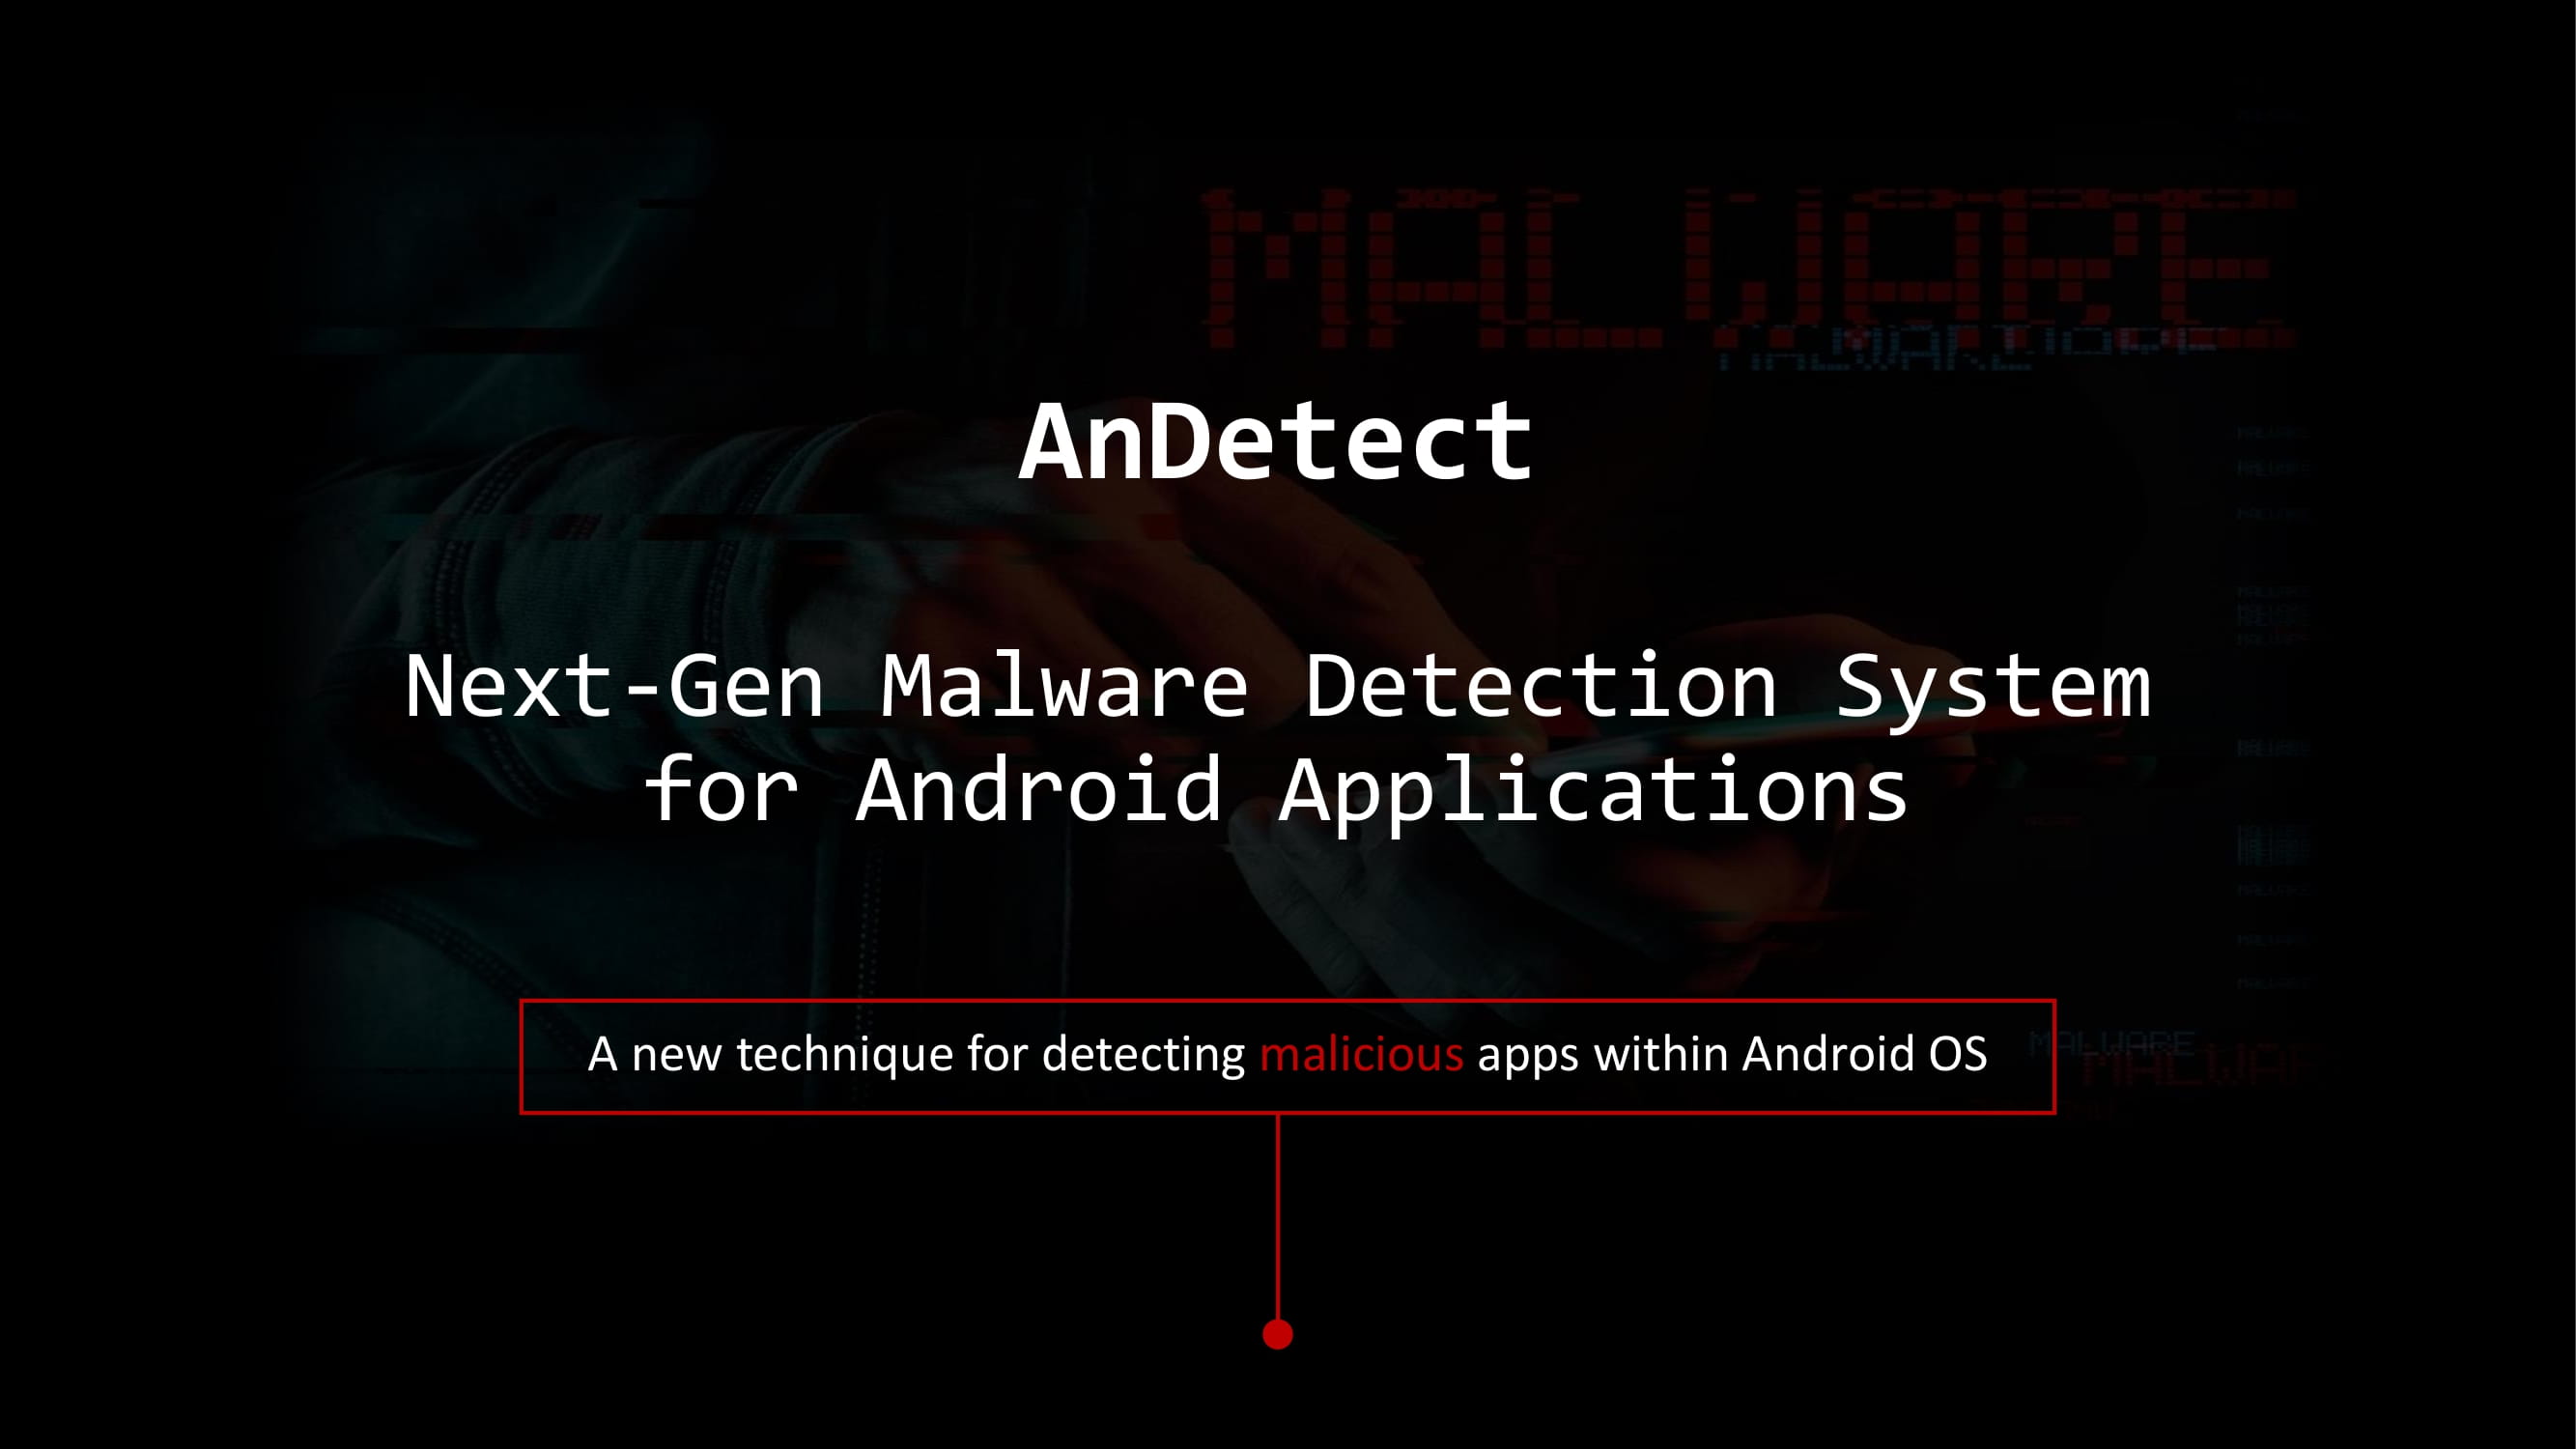 MALWARE
AnDetect
Next-Gen Malware Detection System
for Android Applications
A new technique for detecting malicious apps within Android OS
MALWARE